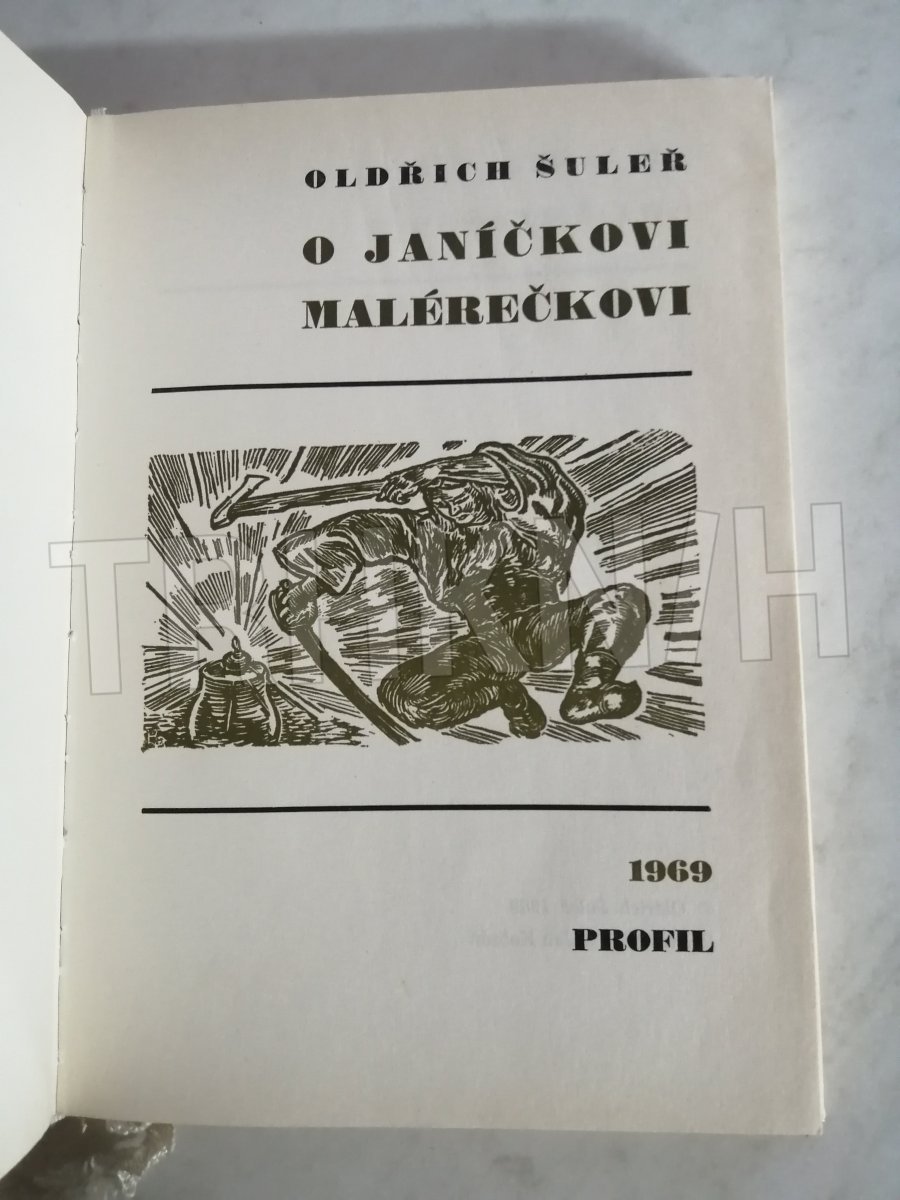 OLDŘICH ŠULEŘ
O JANÍČKOVI
MALÉREČKOVI
1969
PROFIL